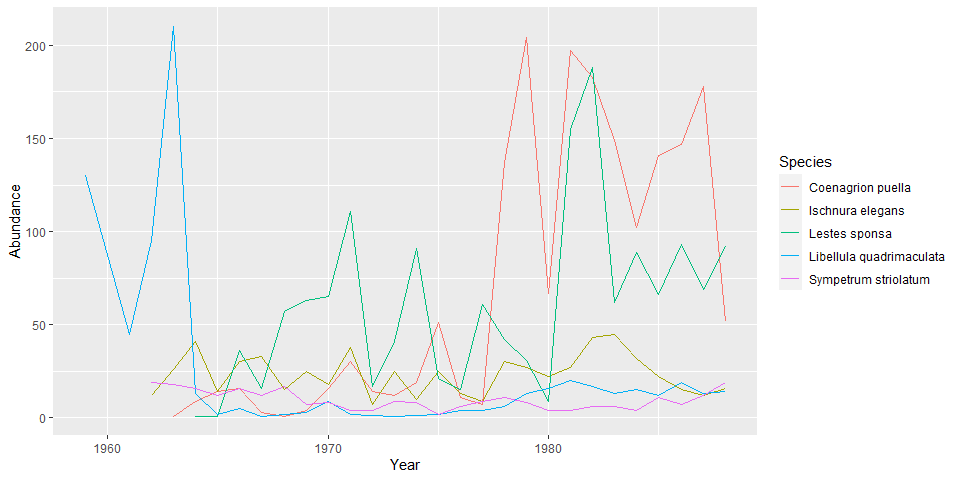 200
150
100
50
0
Abundance
1960
1970
1980
Year
Species
Coenagrion puella
Ischnura elegans
Lestes sponsa
Libellula quadrimaculata
Sympetrum striolatum